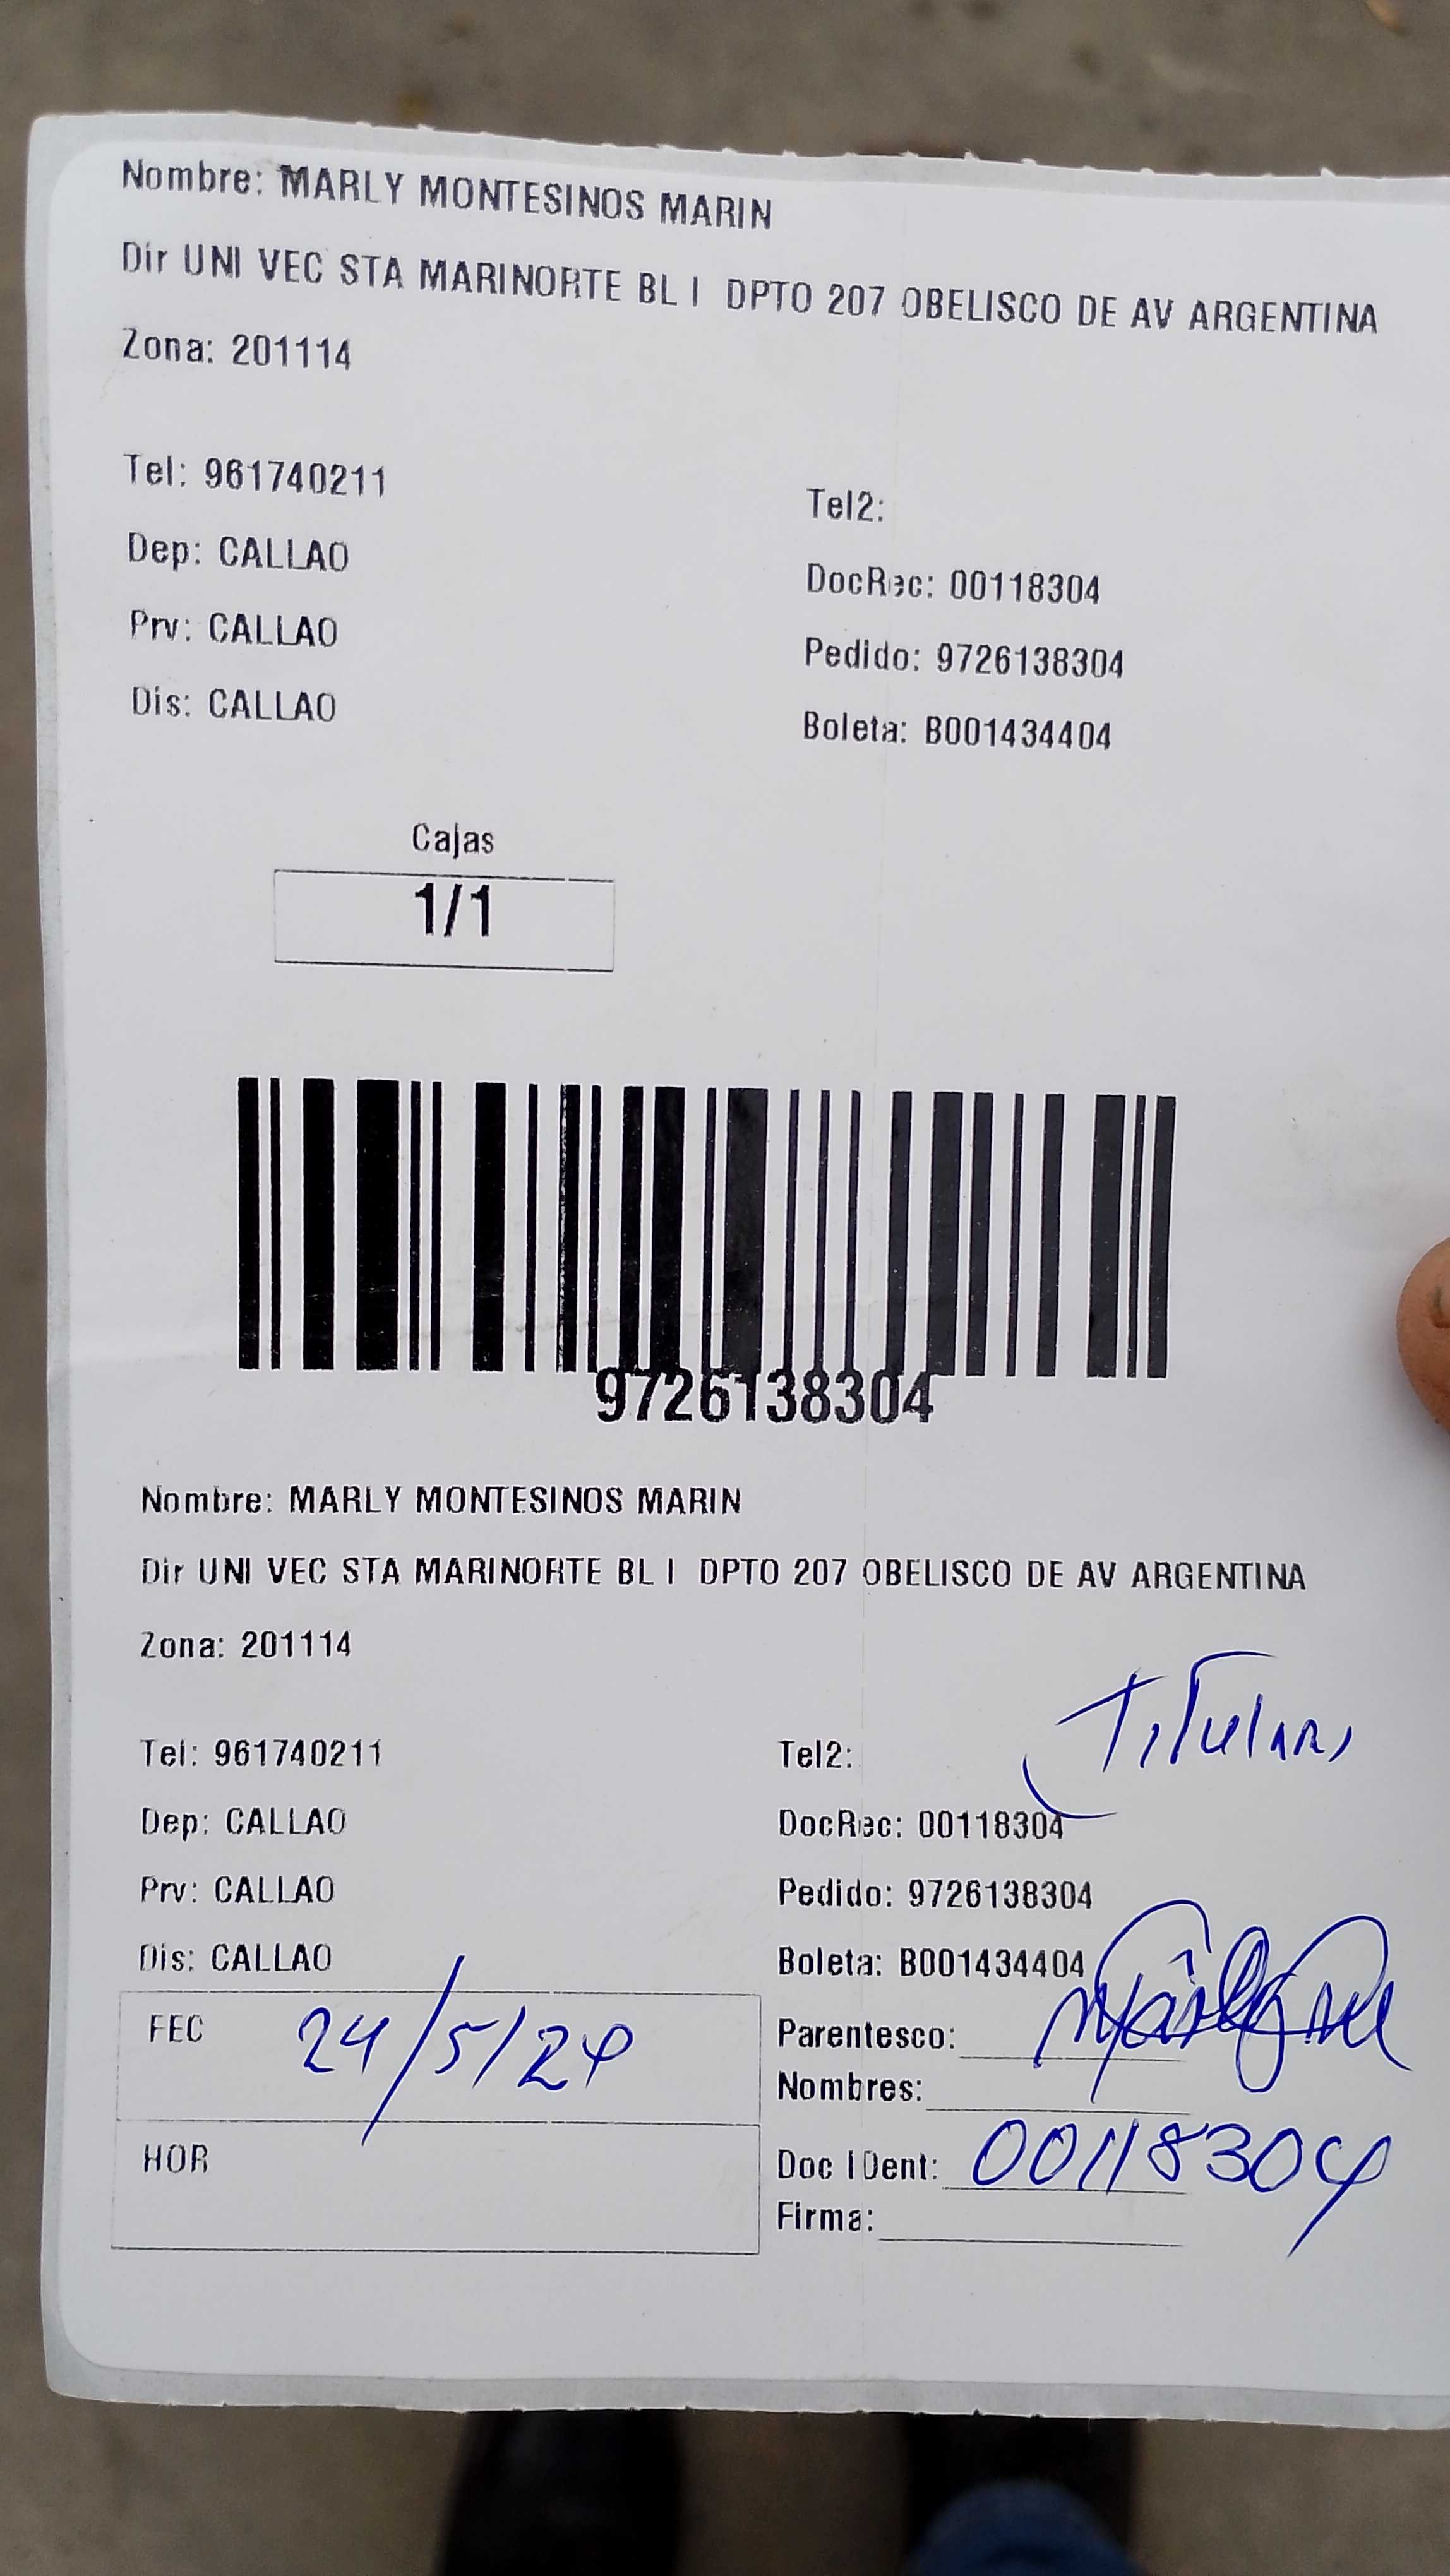 Nombre: MARLY MONTESINOS MARIN
Dir UNI VEC STA MARINORTE BL I DPTO 207 OBELISCO DE AV ARGENTINA
Zona: 201114
Tel: 961740211
Tel2:
Dep: CALLAO
DocRec: 00118304
Prv: CALLAO
Pedido: 9726138304
Dis: CALLAO
Boleta: B001434404
Cajas
1/1
9726138304
Nombre: MARLY MONTESINOS MARIN
Dir UNI VEC STA MARINORTE BL I DPTO 207 OBELISCO DE AV ARGENTINA
Zona: 201114
Titular
Tel: 961740211
Tel2:
Dep: CALLAO
DocRec: 00118304
Prv: CALLAO
Pedido: 9726138304
Dis: CALLAO
Boleta: B001434404
FEC 24/5/24
Parentesco:
Nombres:
HOR
Doc IDent: 00118304
Firma: